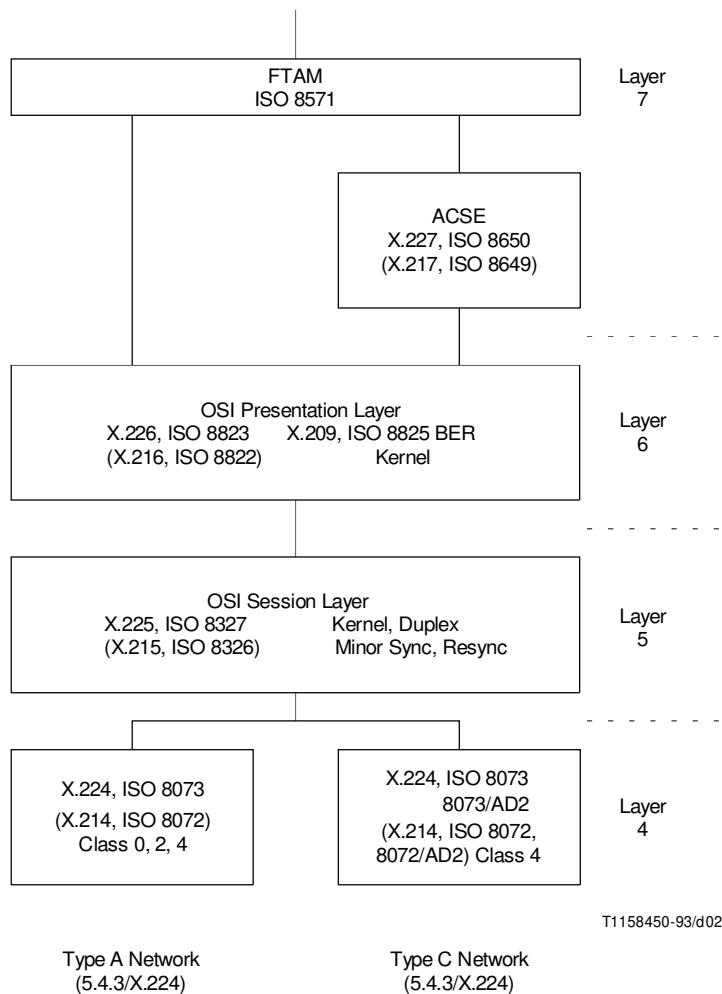 FTAM
ISO 8571
Layer
7
ACSE
X.227, ISO 8650
(X.217, ISO 8649)
OSI Presentation Layer
X.226, ISO 8823 X.209, ISO 8825 BER
(X.216, ISO 8822) Kernel
Layer
6
OSI Session Layer
X.225, ISO 8327 Kernel, Duplex
(X.215, ISO 8326) Minor Sync, Resync
Layer
5
X.224, ISO 8073
(X.214, ISO 8072)
Class 0, 2, 4
X.224, ISO 8073
8073/AD2
(X.214, ISO 8072,
8072/AD2) Class 4
Layer
4
T1158450-93/d02
Type A Network
(5.4.3/X.224)
Type C Network
(5.4.3/X.224)